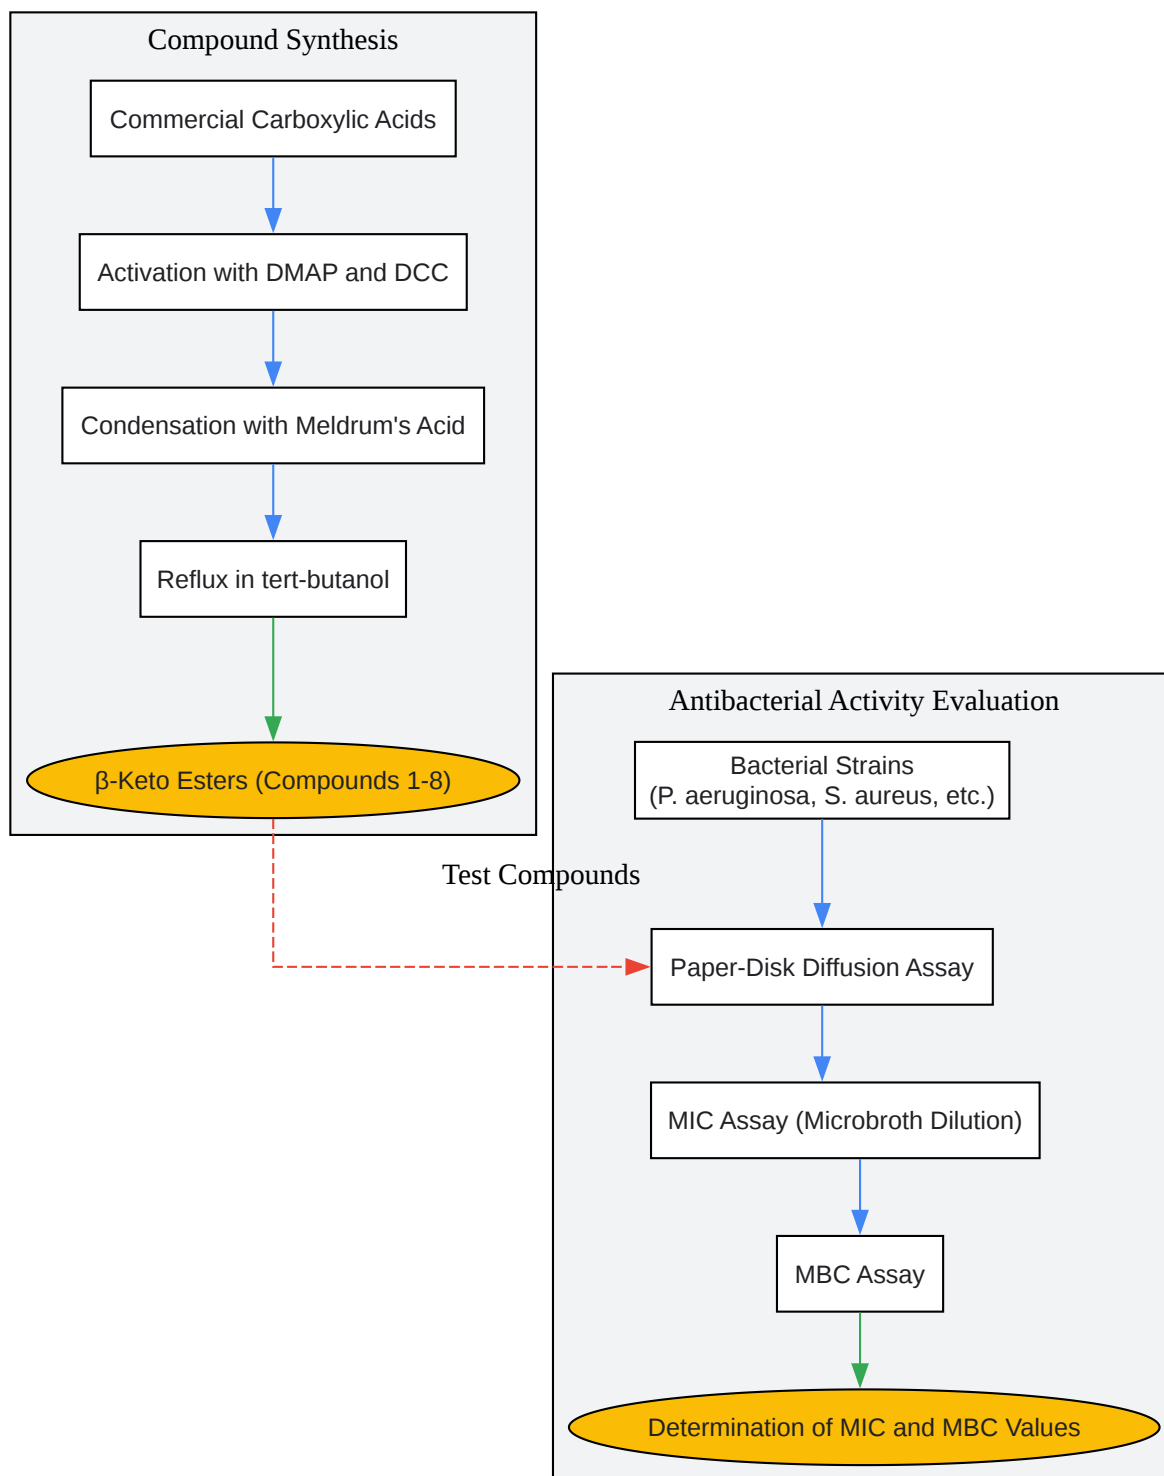 Compound Synthesis
Commercial Carboxylic Acids
Activation with DMAP and DCC
Condensation with Meldrum's Acid
Reflux in tert-butanol
β-Keto Esters (Compounds 1-8)
Test Compounds
Antibacterial Activity Evaluation
Bacterial Strains
(P. aeruginosa, S. aureus, etc.)
Paper-Disk Diffusion Assay
MIC Assay (Microbroth Dilution)
MBC Assay
Determination of MIC and MBC Values